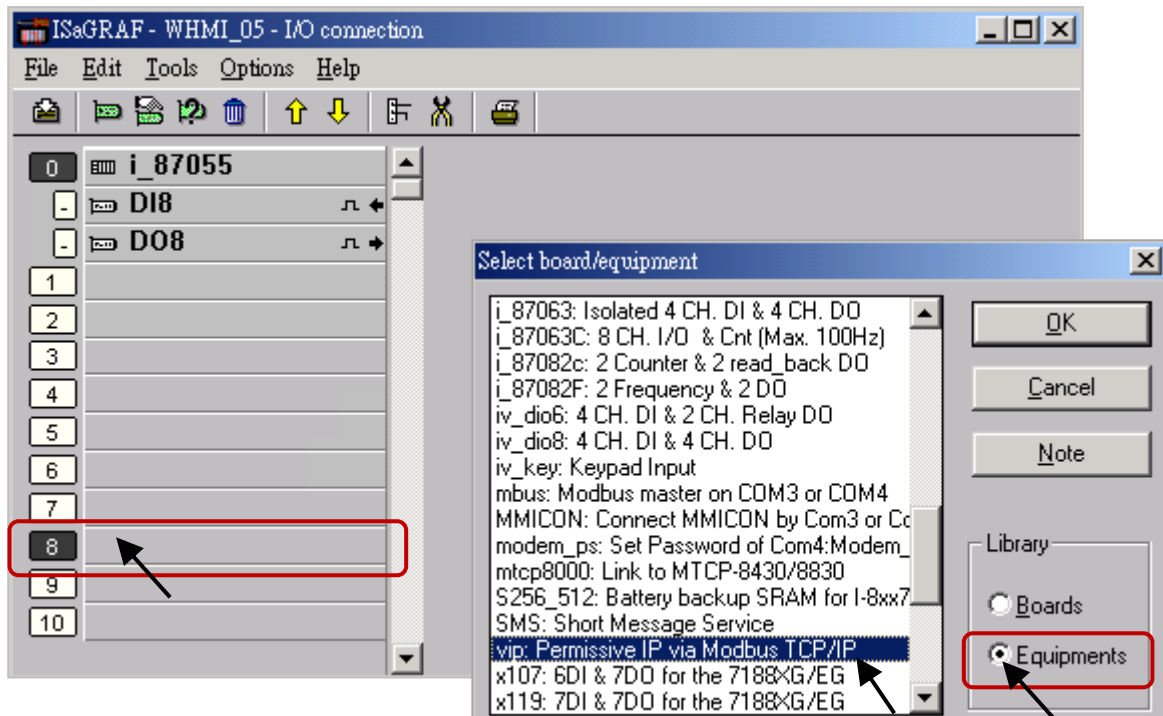 ISaGRAF - WHMI_05 - I/O connection
File Edit Tools Options Help
0 i_87055
- DI8
- DO8
1
2
3
4
5
6
7
8
9
10
Select board/equipment
i_87063: Isolated 4 CH. DI & 4 CH. DO
i_87063C: 8 CH. I/O & Cnt (Max. 100Hz)
i_87082c: 2 Counter & 2 read_back DO
i_87082F: 2 Frequency & 2 DO
iv_dio6: 4 CH. DI & 2 CH. Relay DO
iv_dio8: 4 CH. DI & 4 CH. DO
iv_key: Keypad Input
mbus: Modbus master on COM3 or COM4
MMICON: Connect MMICON by Com3 or Co
modem_ps: Set Password of Com4:Modem_
mtcp8000: Link to MTCP-8430/8830
S256_512: Battery backup SRAM for I-8xx7
SMS: Short Message Service
vip: Permissive IP via Modbus TCP/IP
x107: 6DI & 7DO for the 7188XG/EG
x119: 7DI & 7DO for the 7188XG/EG
OK
Cancel
Note
Library
Boards
Equipments